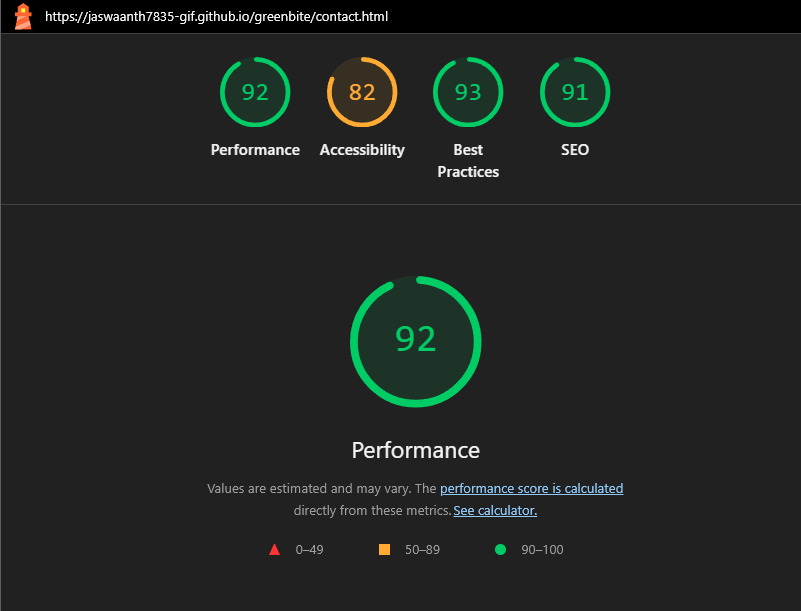 https://jaswaanth7835-gif.github.io/greenbite/contact.html
92 82 93 91
Performance Accessibility Best Practices SEO
92
Performance
Values are estimated and may vary. The performance score is calculated
directly from these metrics. See calculator.
0–49 50–89 90–100